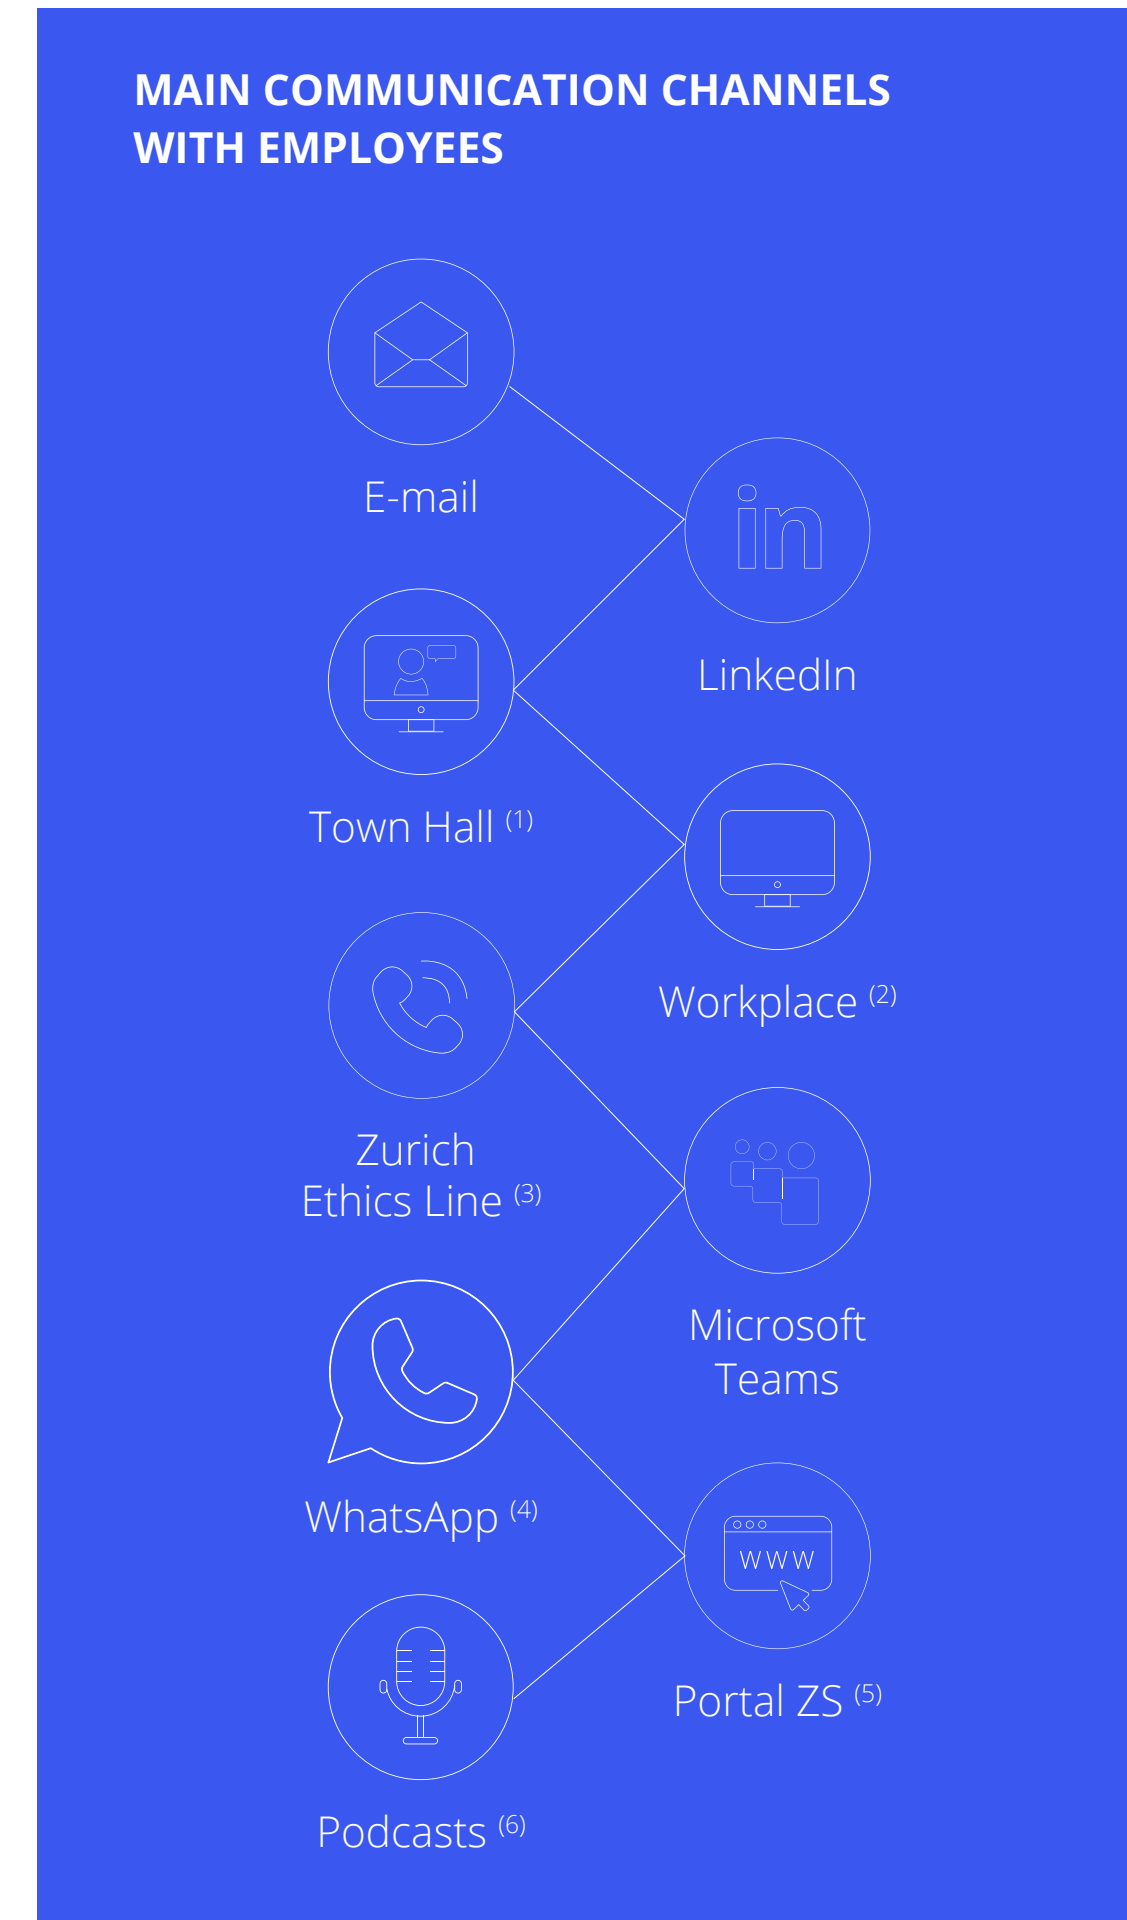 MAIN COMMUNICATION CHANNELS
WITH EMPLOYEES
E-mail
in
LinkedIn
Town Hall (1)
Workplace (2)
Zurich
Ethics Line (3)
Microsoft
Teams
WhatsApp (4)
WWW
Portal ZS (5)
Podcasts (6)